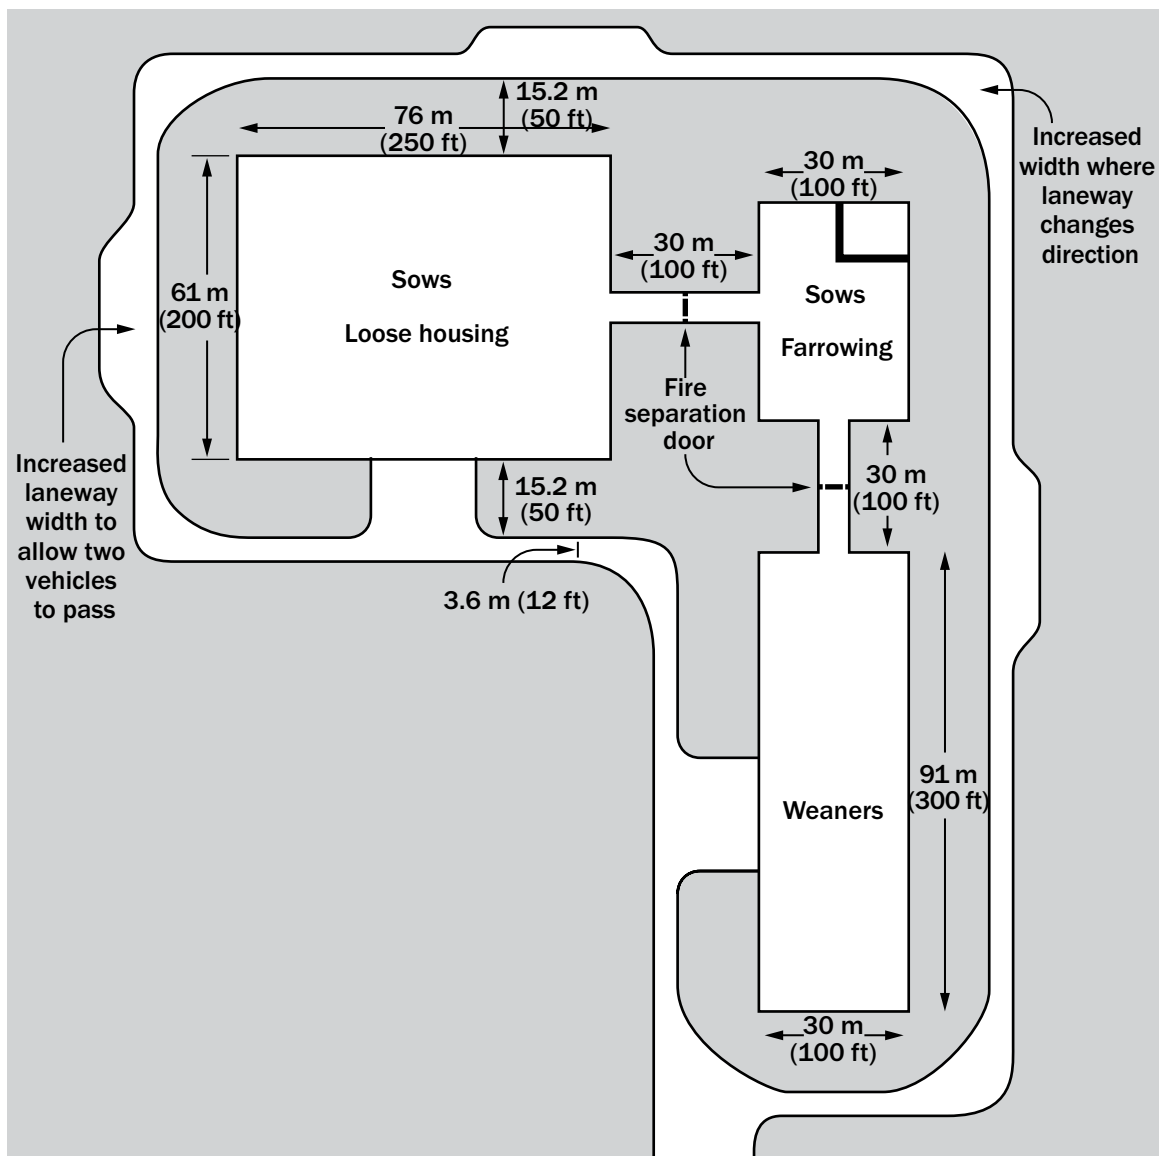 15.2 m
(50 ft)
76 m
(250 ft)
Increased
width where
laneway
changes
direction
30 m
(100 ft)
30 m
(100 ft)
Sows
Loose housing
Sows
Farrowing
61 m
(200 ft)
Fire
separation
door
Increased
laneway
width to
allow two
vehicles
to pass
15.2 m
(50 ft)
30 m
(100 ft)
3.6 m (12 ft)
91 m
(300 ft)
Weaners
30 m
(100 ft)